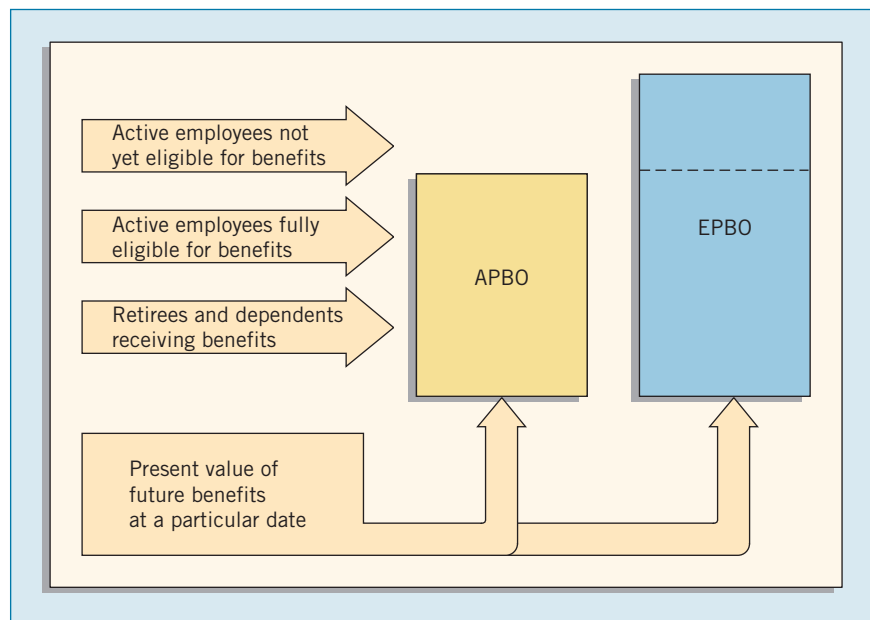 Active employees not
yet eligible for benefits
Active employees fully
eligible for benefits
Retirees and dependents
receiving benefits
APBO
EPBO
Present value of
future benefits
at a particular date